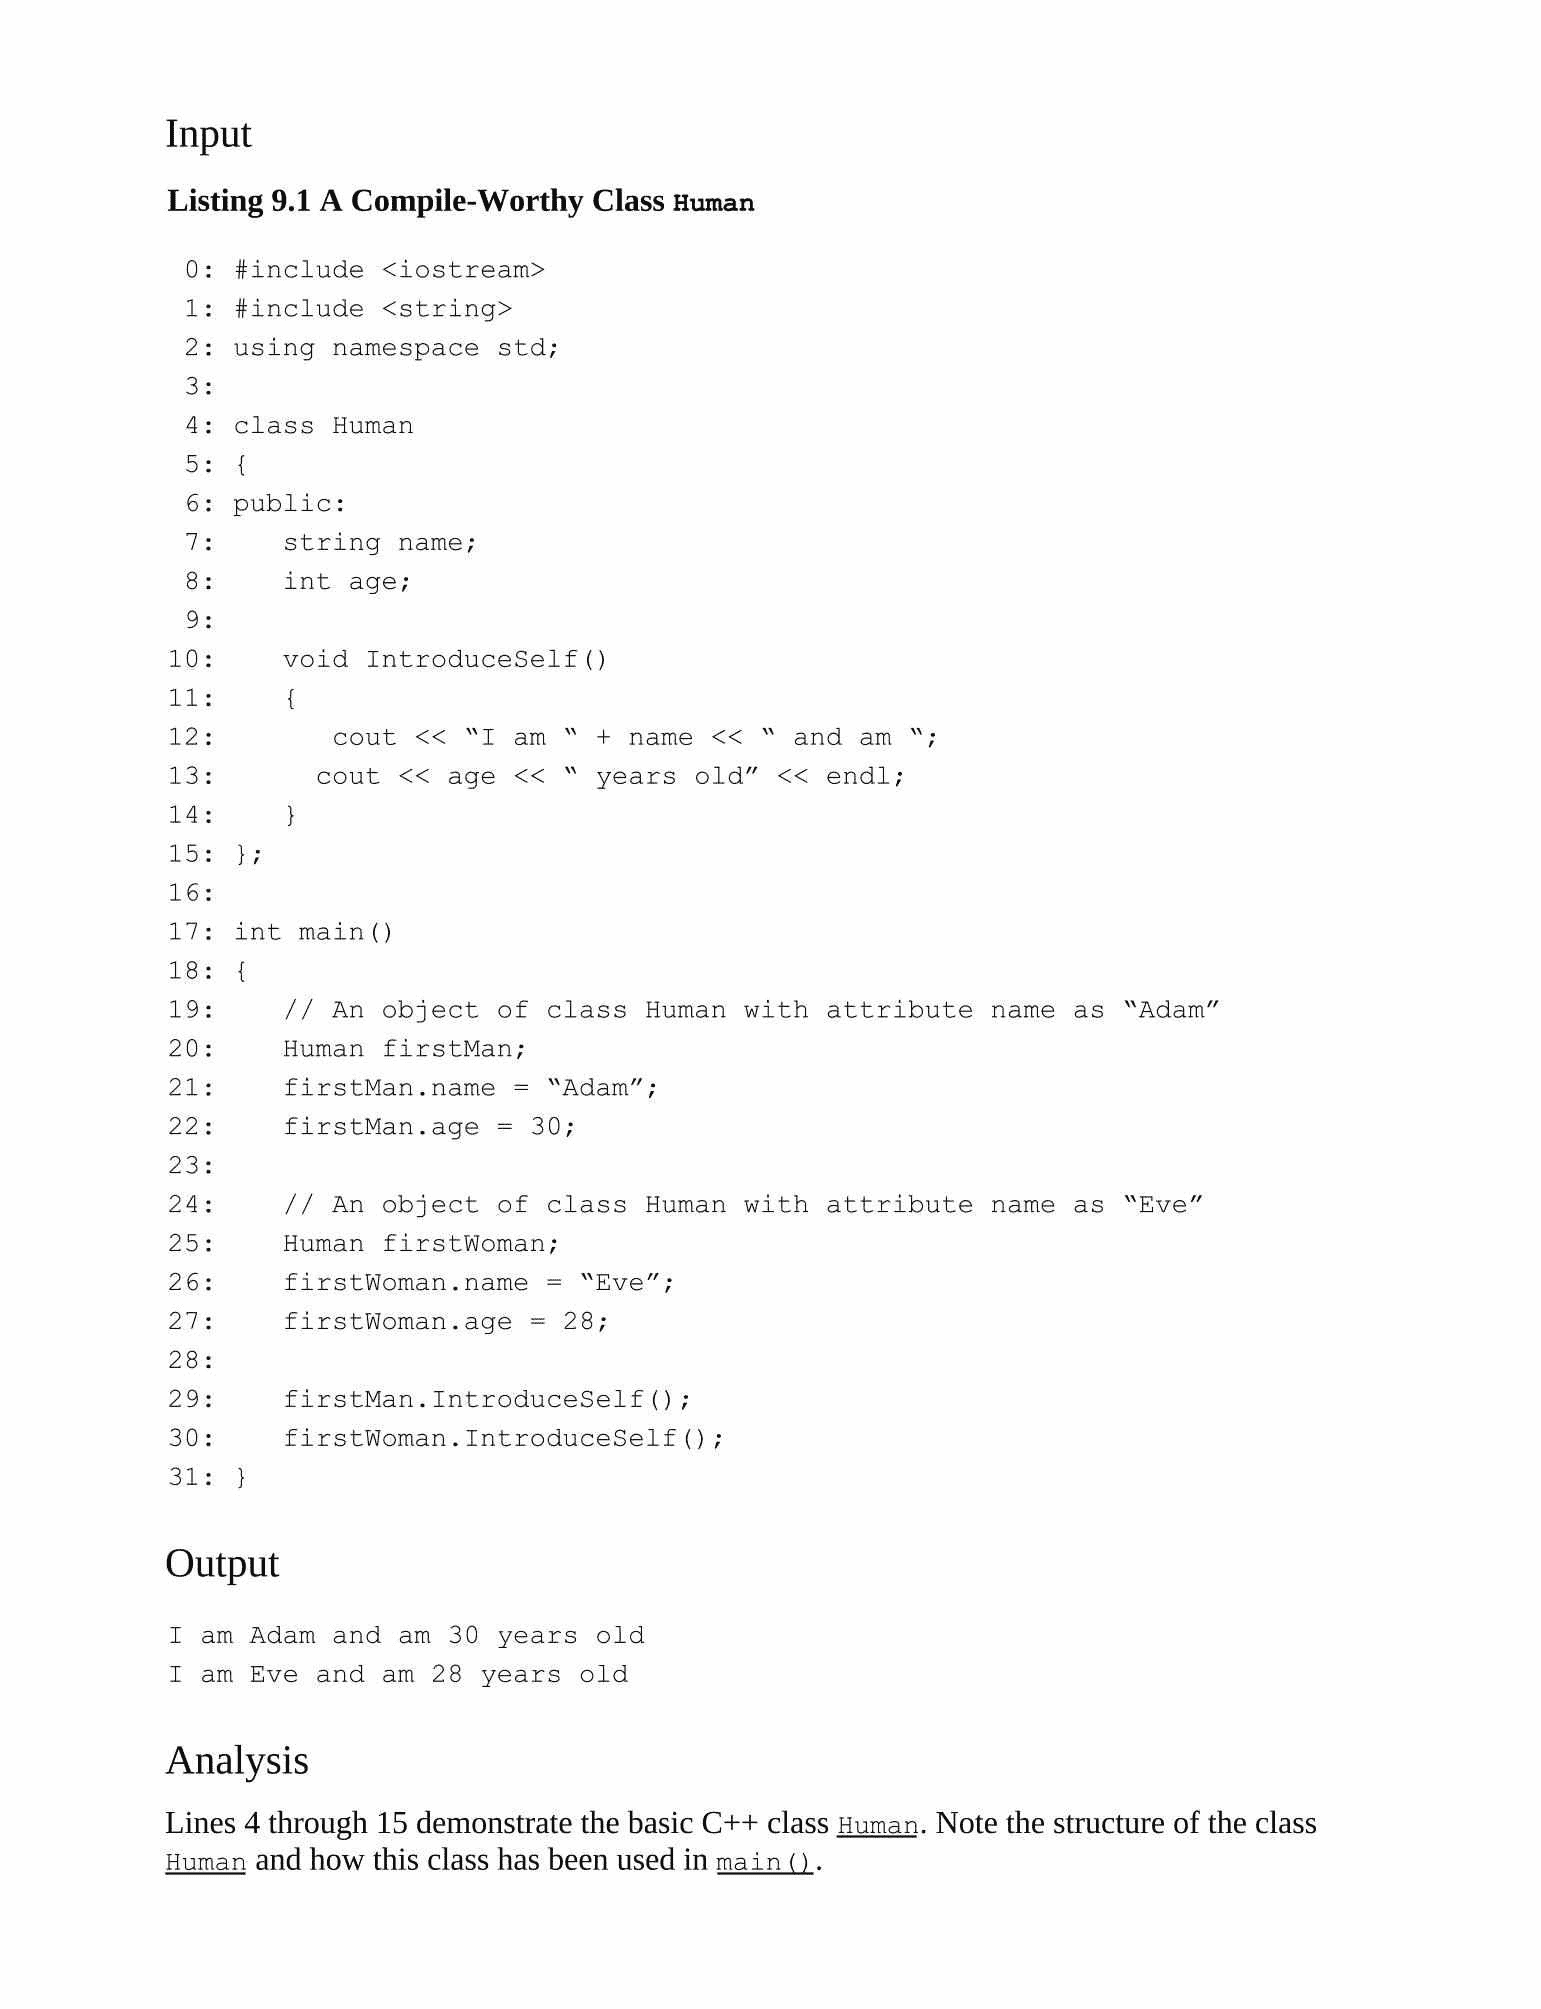 Input
Listing 9.1 A Compile-Worthy Class Human
0: #include <iostream>
1: #include <string>
2: using namespace std;
3:
4: class Human
5: {
6: public:
7:    string name;
8:    int age;
9:
10:    void IntroduceSelf()
11:    {
12:       cout << “I am “ + name << “ and am “;
13:      cout << age << “ years old” << endl;
14:    }
15: };
16:
17: int main()
18: {
19:    // An object of class Human with attribute name as “Adam”
20:    Human firstMan;
21:    firstMan.name = “Adam”;
22:    firstMan.age = 30;
23:
24:    // An object of class Human with attribute name as “Eve”
25:    Human firstWoman;
26:    firstWoman.name = “Eve”;
27:    firstWoman.age = 28;
28:
29:    firstMan.IntroduceSelf();
30:    firstWoman.IntroduceSelf();
31: }
Output
I am Adam and am 30 years old
I am Eve and am 28 years old
Analysis
Lines 4 through 15 demonstrate the basic C++ class Human. Note the structure of the class
Human and how this class has been used in main().